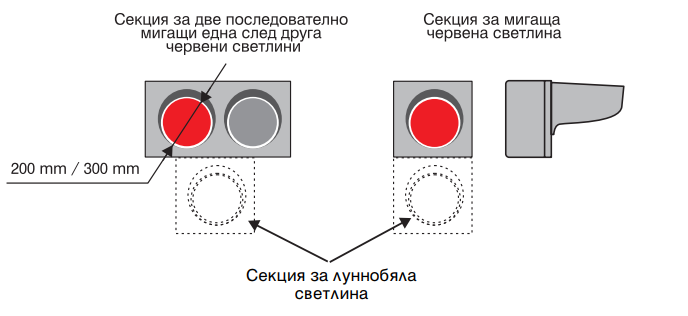 Секция за две последователно
мигащи една след друга
червени светлини
Секция за мигаща
червена светлина
200 mm / 300 mm
Секция за луннобяла
светлина